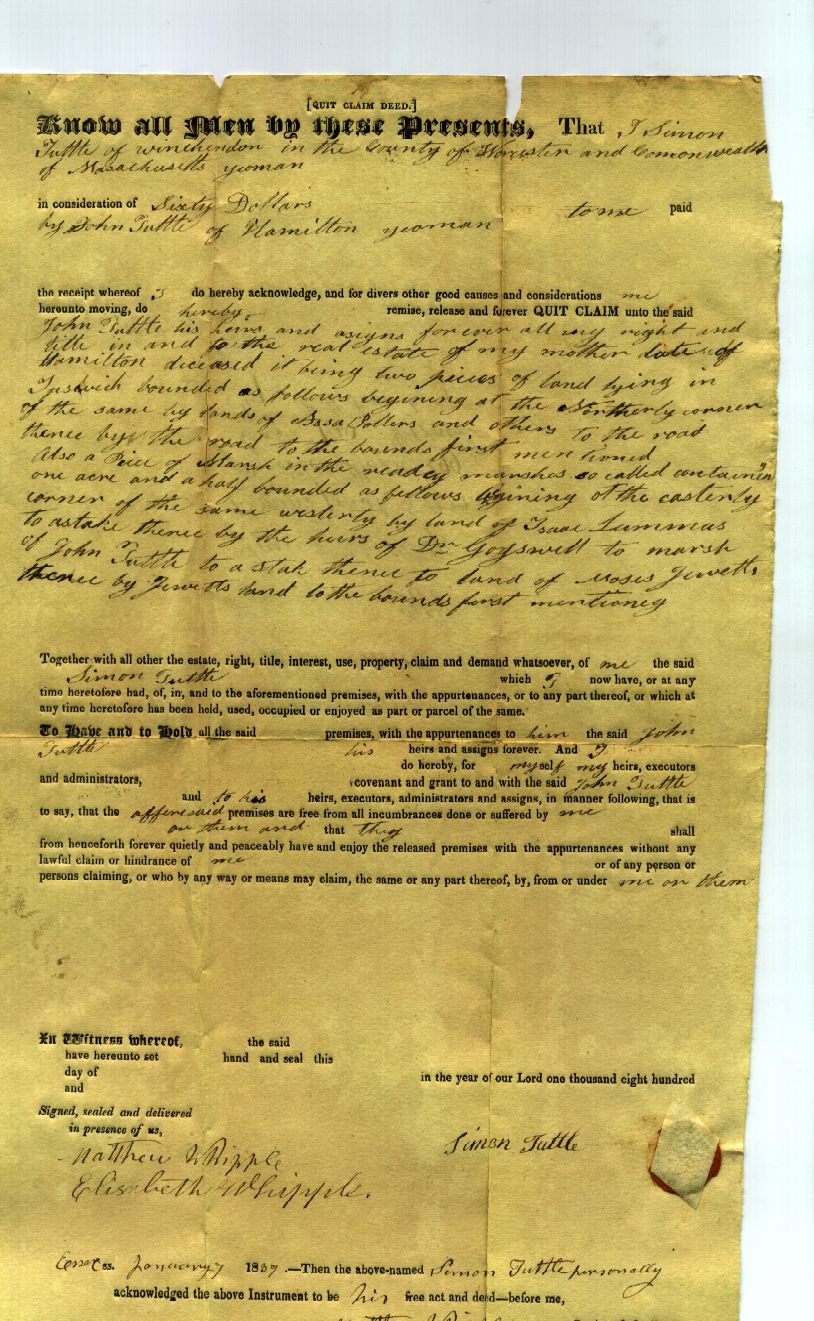 [QUIT CLAIM DEED.]
Know all Men by these Presents, That I Simon
Tuttle of winchendon in the County of Worcester and Comonwealth
of Masachusetts yeoman
in consideration of Sixty Dollars to me paid
by John Tuttle of Hamilton yeoman
the receipt whereof I do hereby acknowledge, and for divers other good causes and considerations me
hereunto moving, do hereby remise, release and forever QUIT CLAIM unto the said
John Tuttle his heirs and asigns forever all my right and
title in and to the real estate of my mother late of
Hamilton diceased it being two pieces of land lying in
Ipswich bounded as follows begining at the Northerly corner
of the same by lands of Asa and others to the road
thence by the road to the bounds first mentioned
Also a Peice of Marsh in the readey marshes so called containing
one acre and a half bounded as follows begining at the easterly
corner of the same westerly by land of Isaac Lummas
to a stake thence by the heirs of Dr to marsh
of John Tuttle to a stak thence to land of Moses Jewetts
thence by Jewetts land to the bounds first mentioned
Together with all other the estate, right, title, interest, use, property, claim and demand whatsoever, of me the said
Simon Tuttle which I now have, or at any
time heretofore had, of, in, and to the aforementioned premises, with the appurtenances, or to any part thereof, or which at
any time heretofore has been held, used, occupied or enjoyed as part or parcel of the same.
To Have and to Hold all the said premises, with the appurtenances to him the said John
Tuttle his heirs and assigns forever. And I
do hereby, for myself my heirs, executors
and administrators, covenant and grant to and with the said John Tuttle
and to his heirs, executors, administrators and assigns, in manner following, that is
to say, that the afforesaid premises are free from all incumbrances done or suffered by me
or them and that they shall
from henceforth forever quietly and peaceably have and enjoy the released premises with the appurtenances without any
lawful claim or hindrance of me or of any person or
persons claiming, or who by any way or means may claim, the same or any part thereof, by, from or under me or them
In Witness whereof, the said
have hereunto set hand and seal this
day of in the year of our Lord one thousand eight hundred
and
Signed, sealed and delivered
in presence of us,
Simon Tuttle
Matthew Whipple
Elisabeth Whipple.
Essex ss. January 7 1837.—Then the above-named Simon Tuttle personally
acknowledged the above Instrument to be his free act and deed—before me,